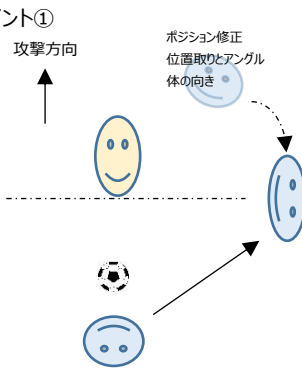 ント①
攻撃方向
ポジション修正
位置取りとアングル
体の向き